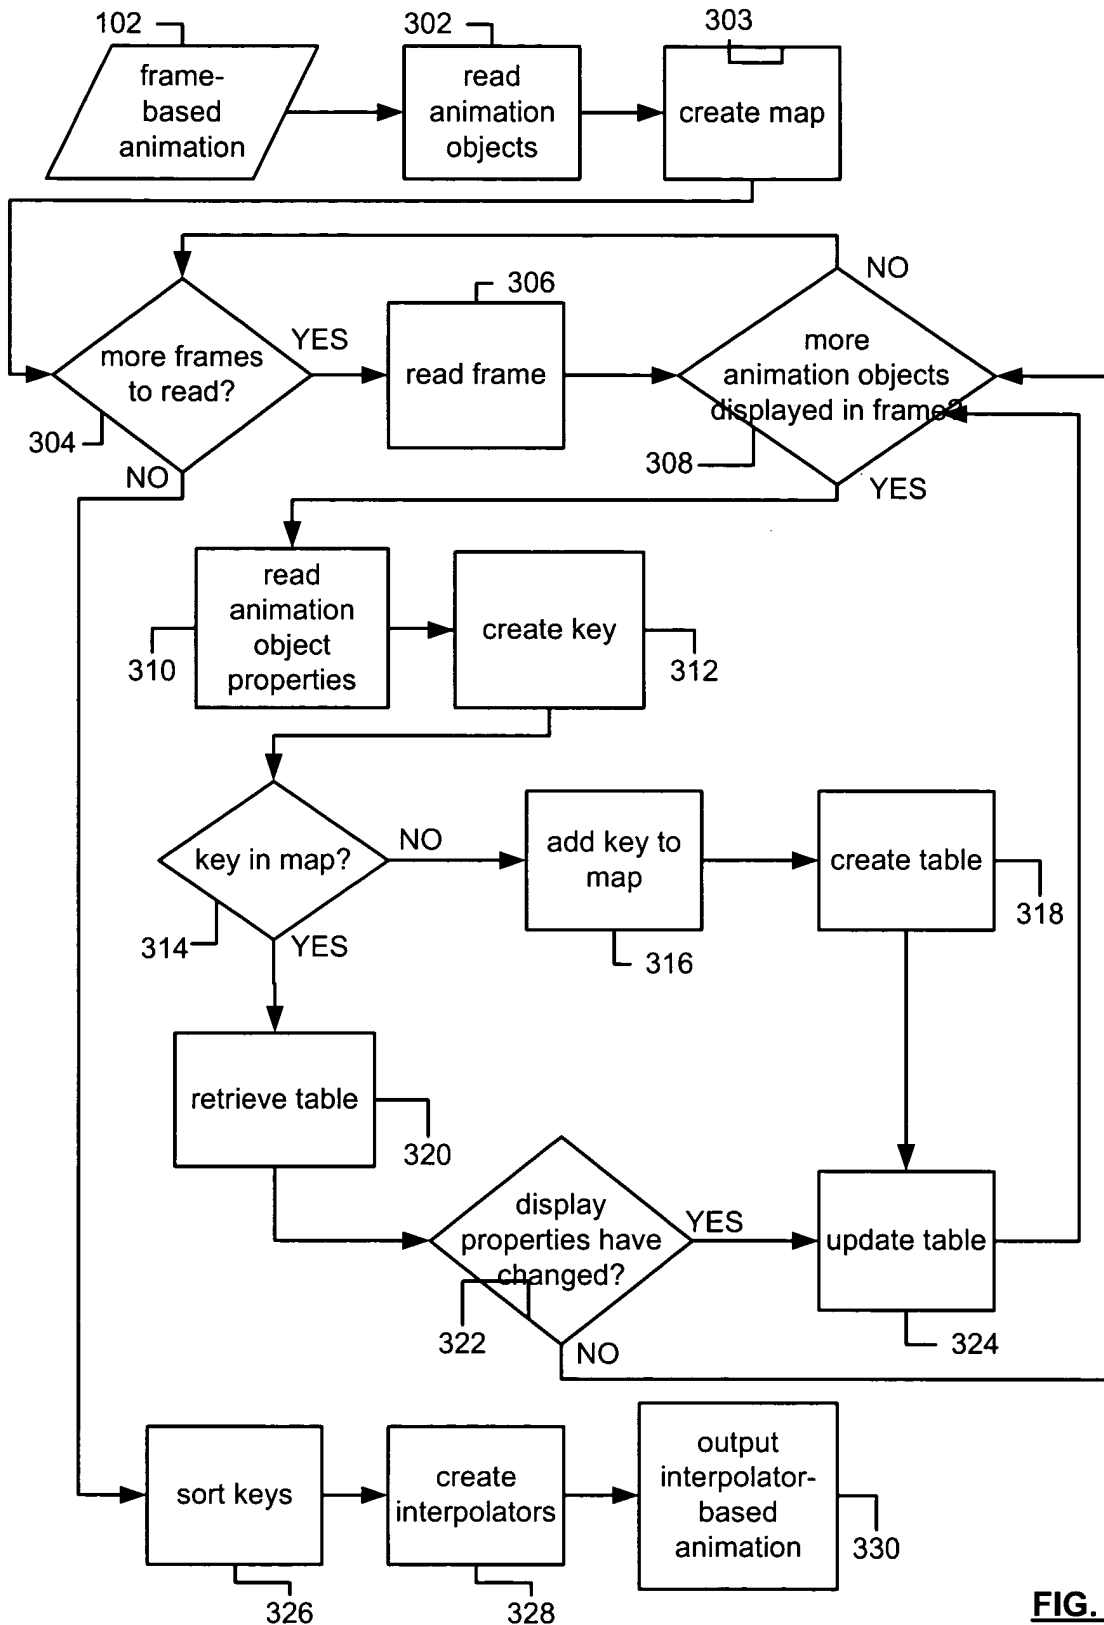 102
302
303
frame-
based
animation
read
animation
objects
create map
NO
306
more frames
to read?
YES
read frame
more
animation objects
displayed in frame?
304
NO
308
YES
read
animation
object
properties
create key
310
312
key in map?
NO
add key to
map
create table
314
YES
316
318
retrieve table
320
display
properties have
changed?
YES
update table
322
NO
324
sort keys
create
interpolators
output
interpolator-
based
animation
330
326
328
FIG.